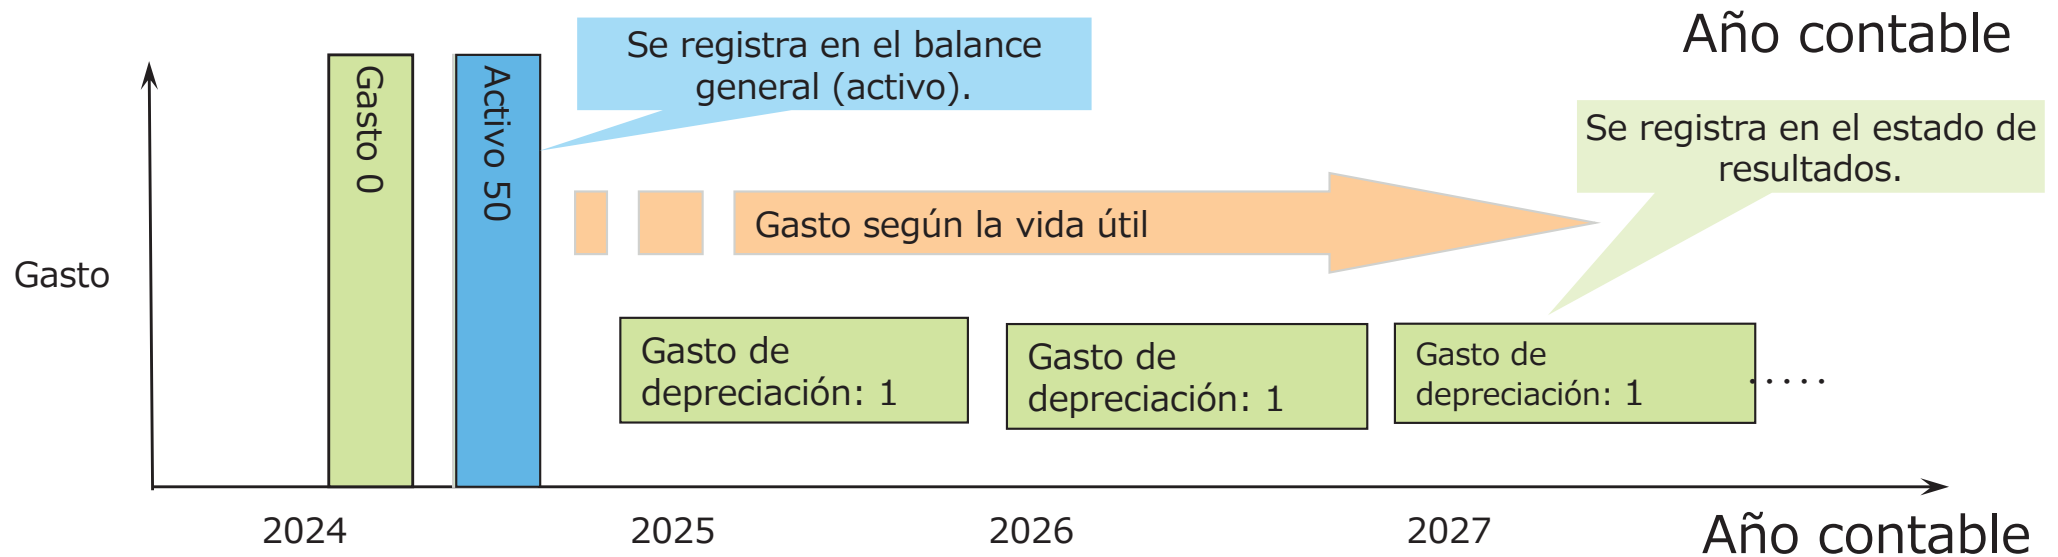 Año contable
Se registra en el balance
general (activo).
Gasto 0
Activo 50
Se registra en el estado de
resultados.
Gasto según la vida útil
Gasto
Gasto de
depreciación: 1
Gasto de
depreciación: 1
Gasto de
depreciación: 1
.....
2024
2025
2026
2027
Año contable